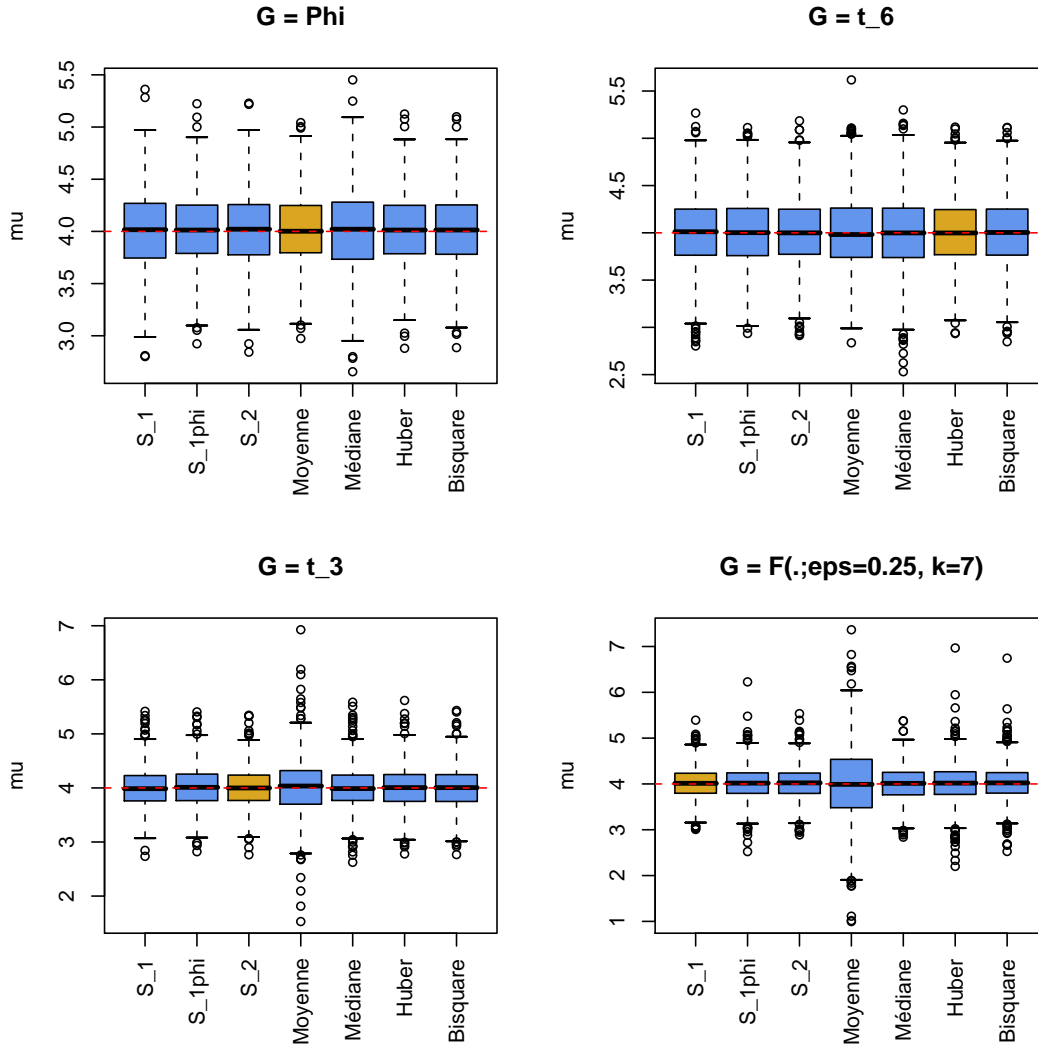 G = Phi
mu
3.0
3.5
4.0
4.5
5.0
5.5
S_1
S_1phi
S_2
Moyenne
Médiane
Huber
Bisquare
G = t_6
mu
2.5
3.5
4.5
5.5
S_1
S_1phi
S_2
Moyenne
Médiane
Huber
Bisquare
G = t_3
mu
2
3
4
5
6
7
S_1
S_1phi
S_2
Moyenne
Médiane
Huber
Bisquare
G = F(.;eps=0.25, k=7)
mu
1
2
3
4
5
6
7
S_1
S_1phi
S_2
Moyenne
Médiane
Huber
Bisquare